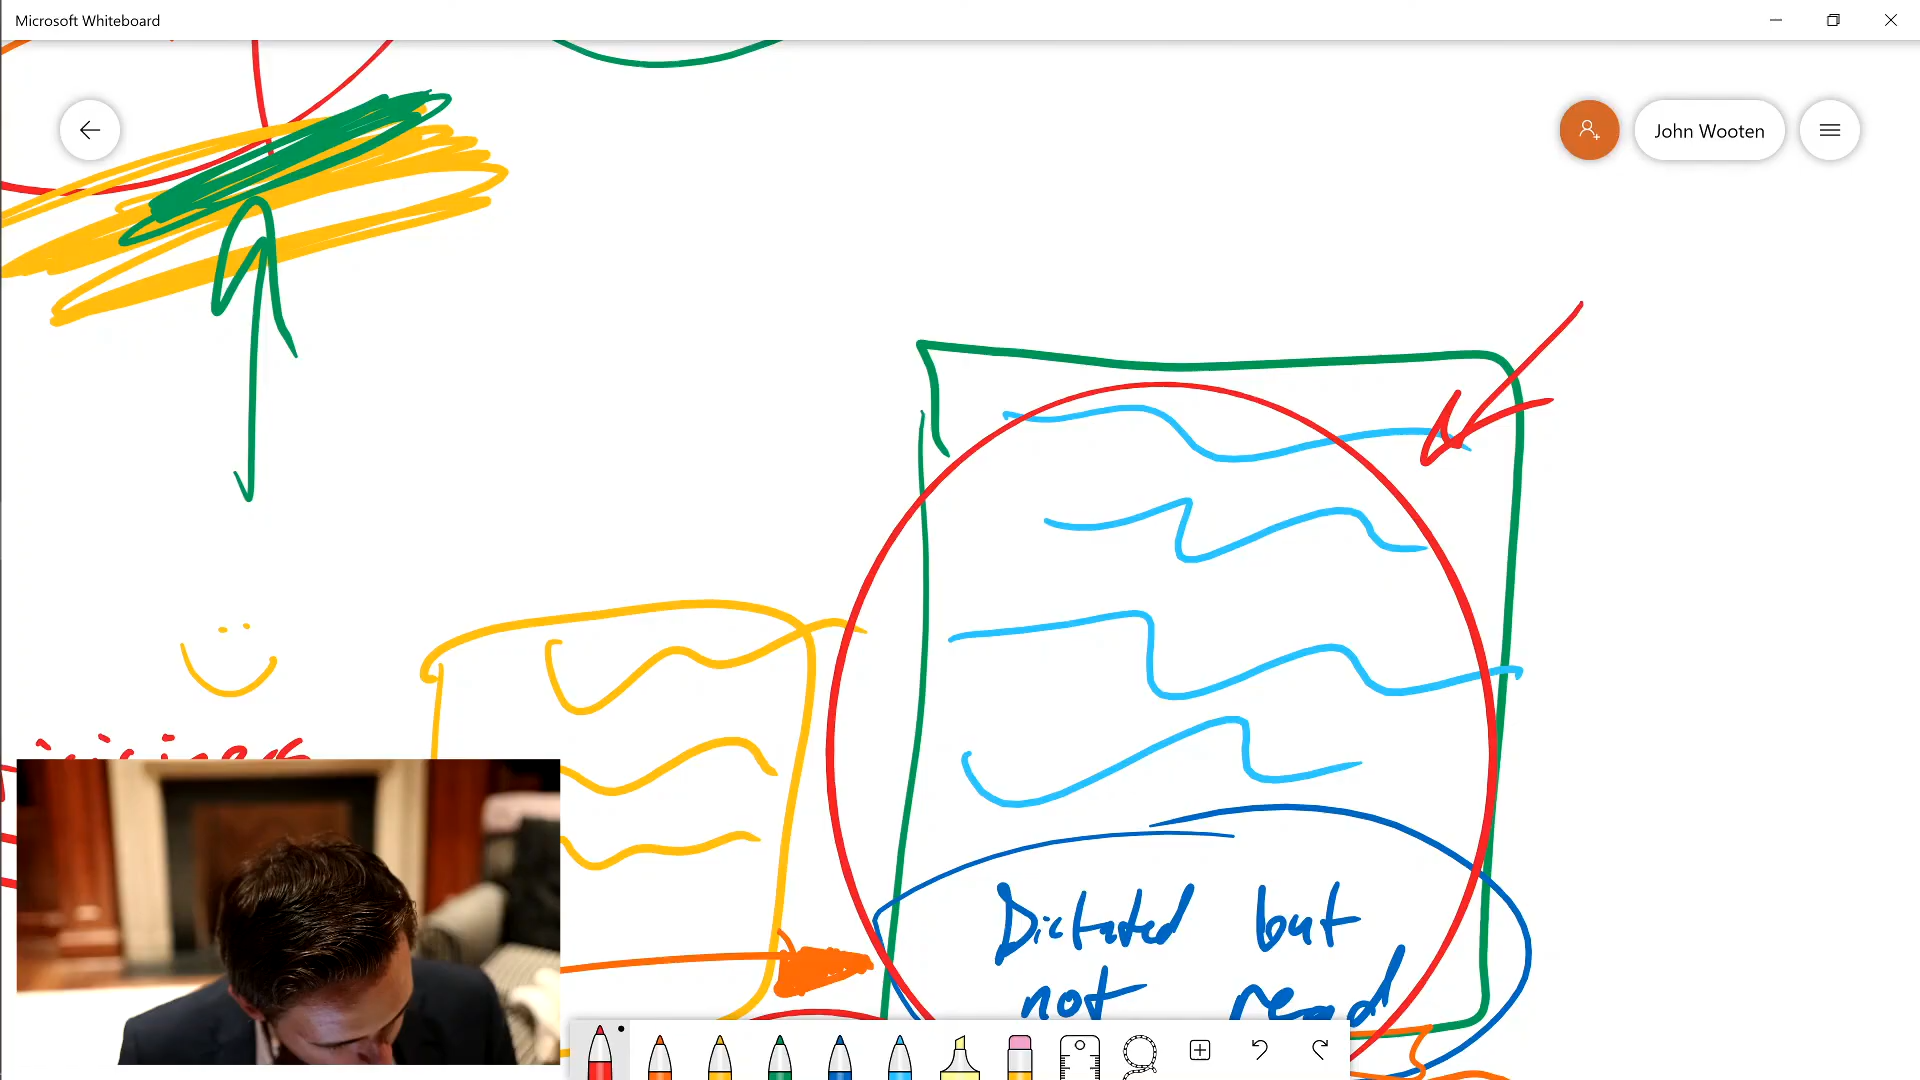 Microsoft Whiteboard
John Wooten
Dictated but
not read